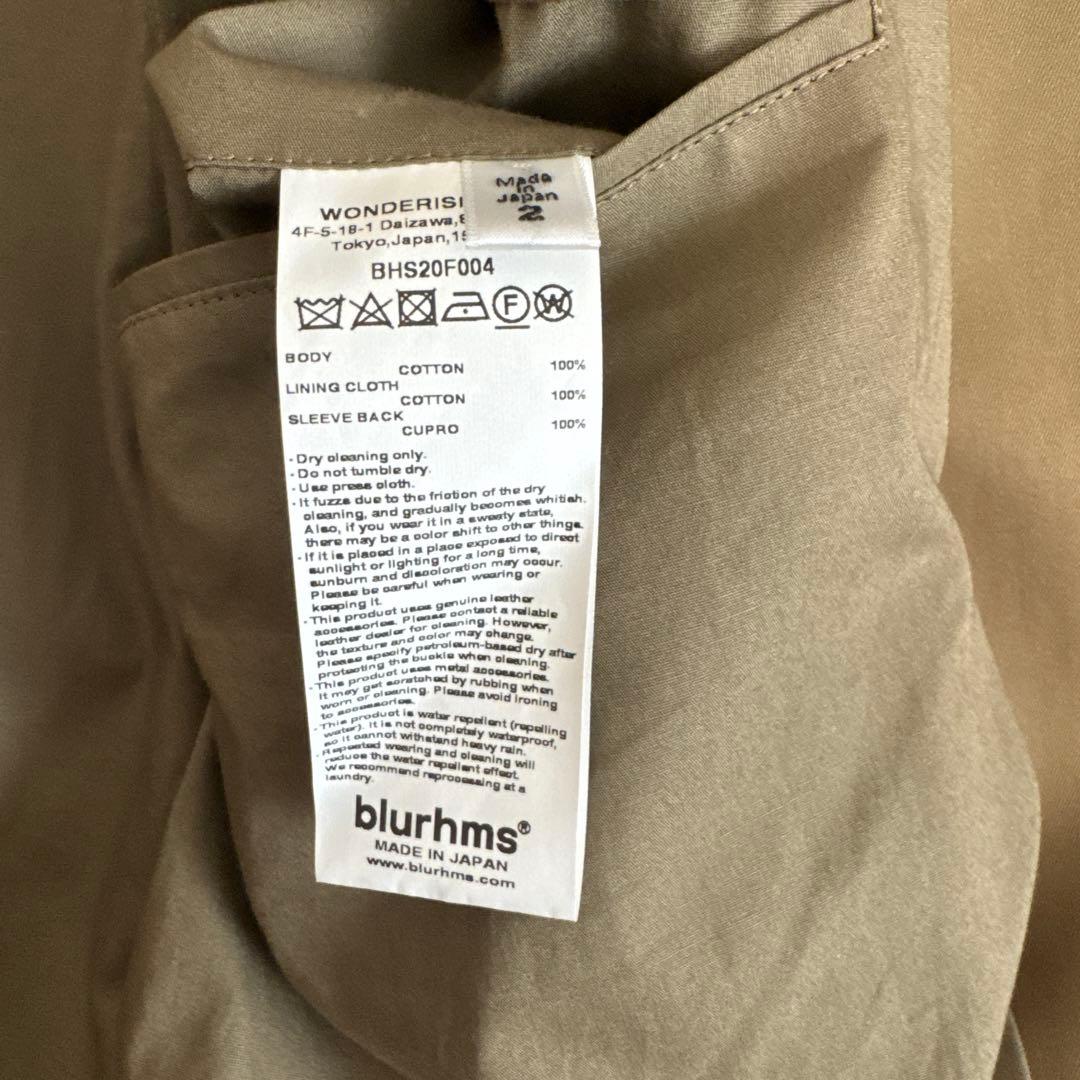 Made
in
Japan
2
WONDERISI
4F-5-18-1 Daizawa,
Tokyo,Japan,
BHS20F004
F W
BODY
COTTON 100%
LINING CLOTH
COTTON 100%
SLEEVE BACK
CUPRO 100%
・Dry cleaning only.
・Do not tumble dry.
・Use press cloth.
・It fuzzs due to the friction of the dry
cleaning, and gradually becomes whitish.
Also, if you wear it in a sweaty state,
there may be a color shift to other things.
・If it is placed in a place exposed to direct
sunlight or lighting for a long time,
sunburn and discoloration may occur.
Please be careful when wearing or
keeping it.
・This product uses genuine leather
accessories. Please contact a reliable
leather dealer for cleaning. However,
the texture and color may change.
Please specify petroleum-based dry after
protecting the buckle when cleaning.
・This product uses metal accessories.
It may get scratched by rubbing when
worn or cleaning. Please avoid ironing
to accessories.
・This product is water repellent (repelling
water). It is not completely waterproof,
so it cannot withstand heavy rain.
・Repeated wearing and cleaning will
reduce the water repellent effect.
We recommend reprocessing at a
laundry.
blurhms®
MADE IN JAPAN
www.blurhms.com